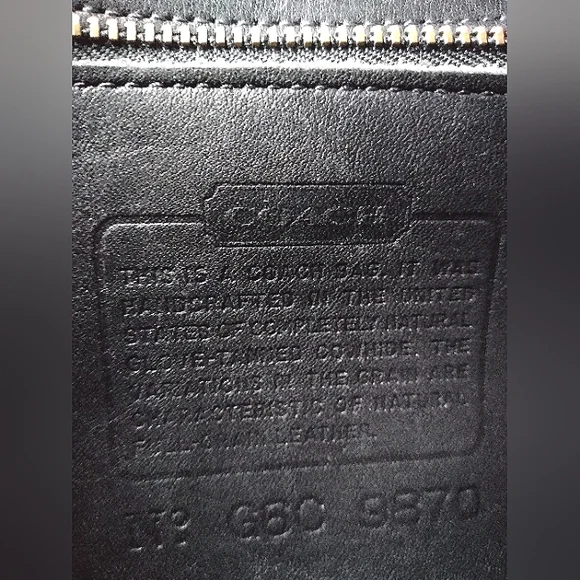 COACH
THIS IS A COACH BAG. IT WAS
HANDCRAFTED IN THE UNITED
STATES OF COMPLETELY NATURAL
GLOVE-TANNED COWHIDE. THE
VARIATIONS IN THE GRAIN ARE
CHARACTERISTIC OF NATURAL
FULL-GRAIN LEATHER.
Nº G6C 9870